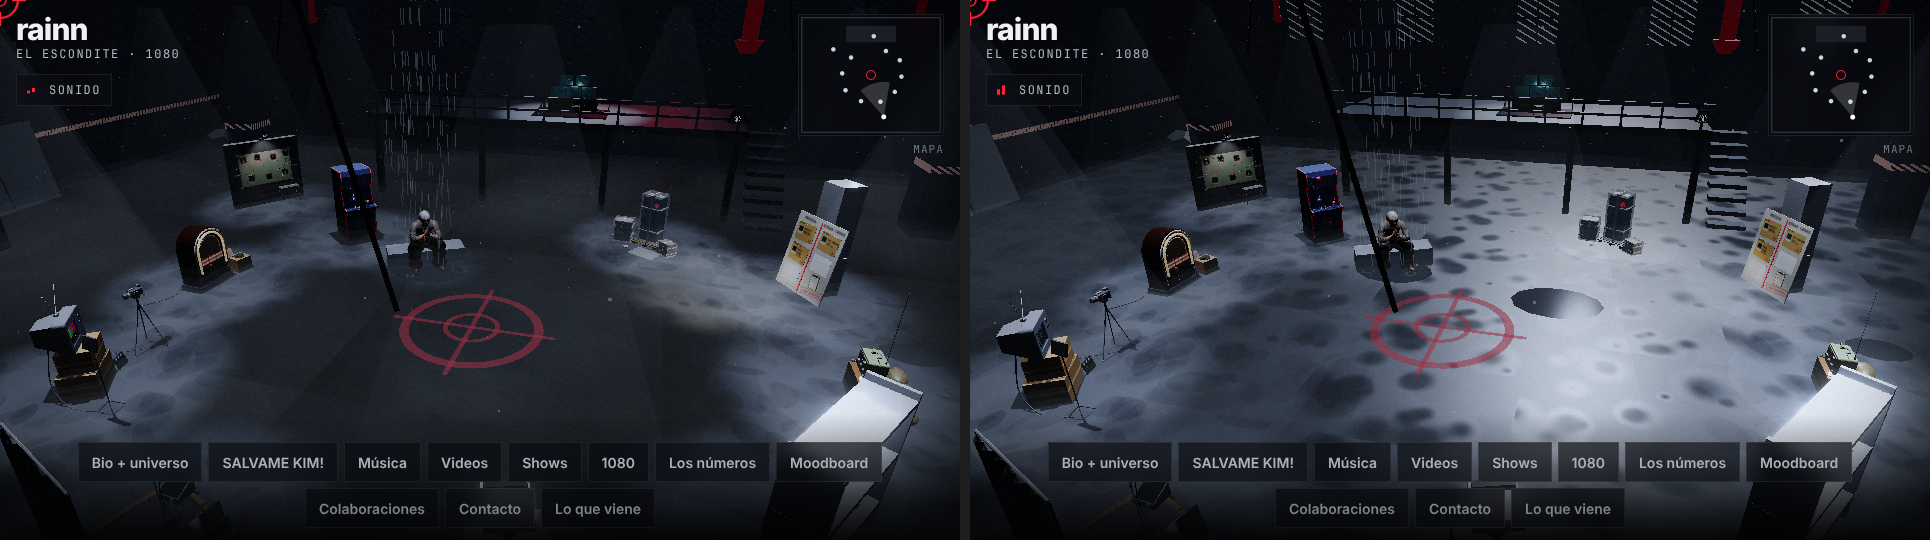 rainn
EL ESCONDITE · 1080
SONIDO
MAPA
Bio + universo
SALVAME KIM!
Música
Videos
Shows
1080
Los números
Moodboard
Colaboraciones
Contacto
Lo que viene
rainn
EL ESCONDITE · 1080
SONIDO
MAPA
Bio + universo
SALVAME KIM!
Música
Videos
Shows
1080
Los números
Moodboard
Colaboraciones
Contacto
Lo que viene